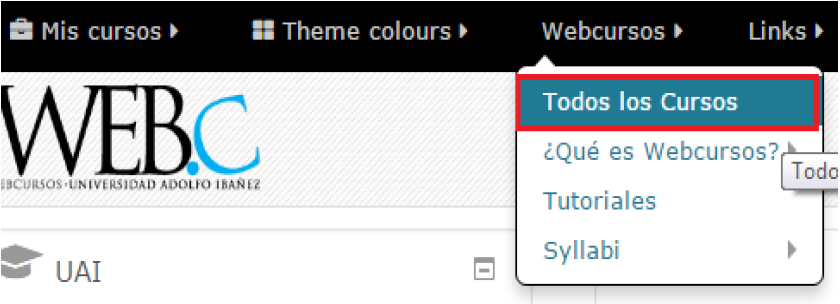 Mis cursos Theme colours Webcursos Links
Todos los Cursos
¿Qué es Webcursos?
Todo
Tutoriales
Syllabi
WEB.C
EBCURSOS·UNIVERSIDAD ADOLFO IBAÑEZ
UAI